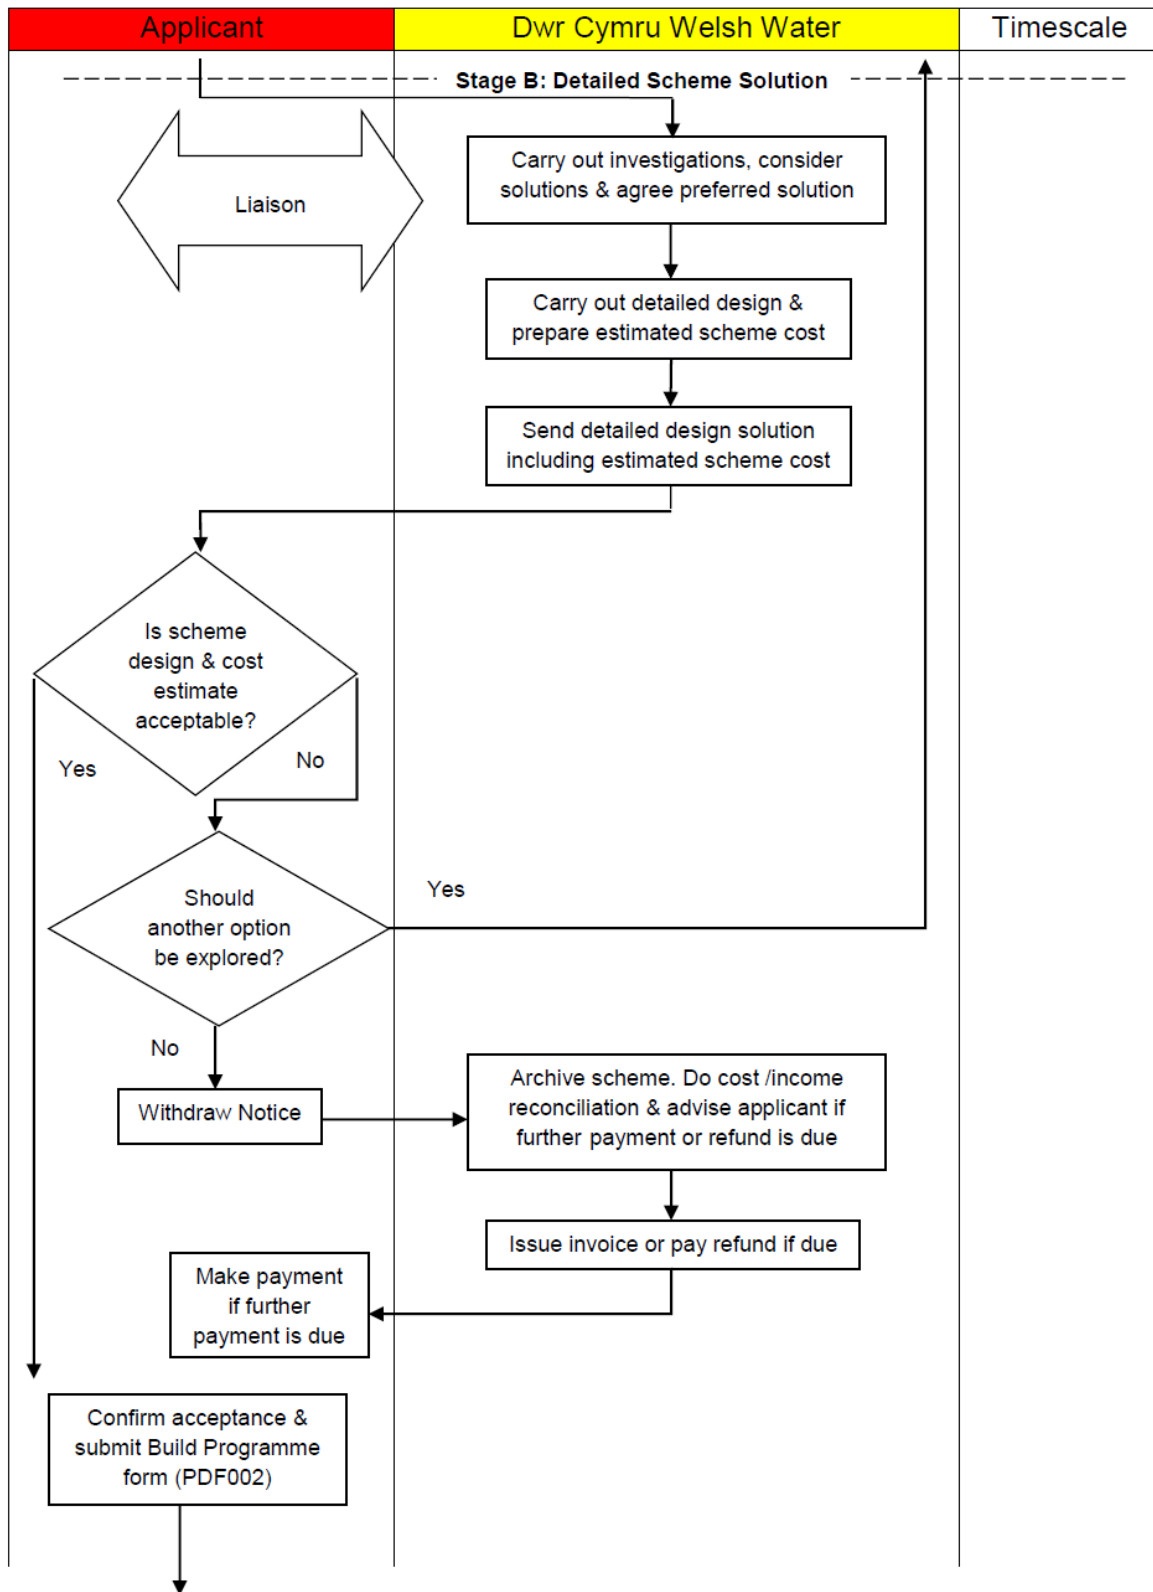 Applicant
Dwr Cymru Welsh Water
Timescale
Stage B: Detailed Scheme Solution
Carry out investigations, consider
solutions & agree preferred solution
Liaison
Carry out detailed design &
prepare estimated scheme cost
Send detailed design solution
including estimated scheme cost
Is scheme
design & cost
estimate
acceptable?
Yes
No
Should
another option
be explored?
Yes
No
Withdraw Notice
Archive scheme. Do cost /income
reconciliation & advise applicant if
further payment or refund is due
Issue invoice or pay refund if due
Make payment
if further
payment is due
Confirm acceptance &
submit Build Programme
form (PDF002)